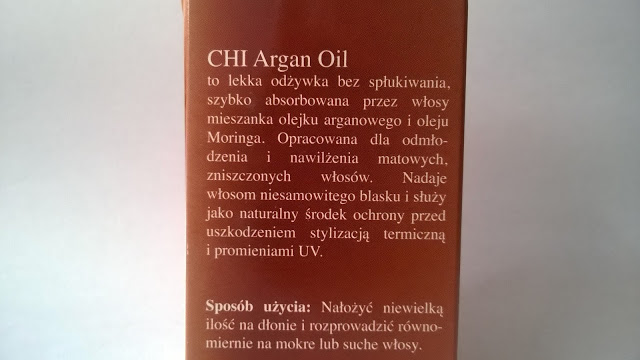 CHI Argan Oil
to lekka odżywka bez spłukiwania,
szybko absorbowana przez włosy
mieszanka olejku arganowego i oleju
Moringa. Opracowana dla odmło-
dzenia i nawilżenia matowych,
zniszczonych włosów. Nadaje
włosom niesamowitego blasku i służy
jako naturalny środek ochrony przed
uszkodzeniem stylizacją termiczną
i promieniami UV.
Sposób użycia: Nałożyć niewielką
ilość na dłonie i rozprowadzić równo-
miernie na mokre lub suche włosy.